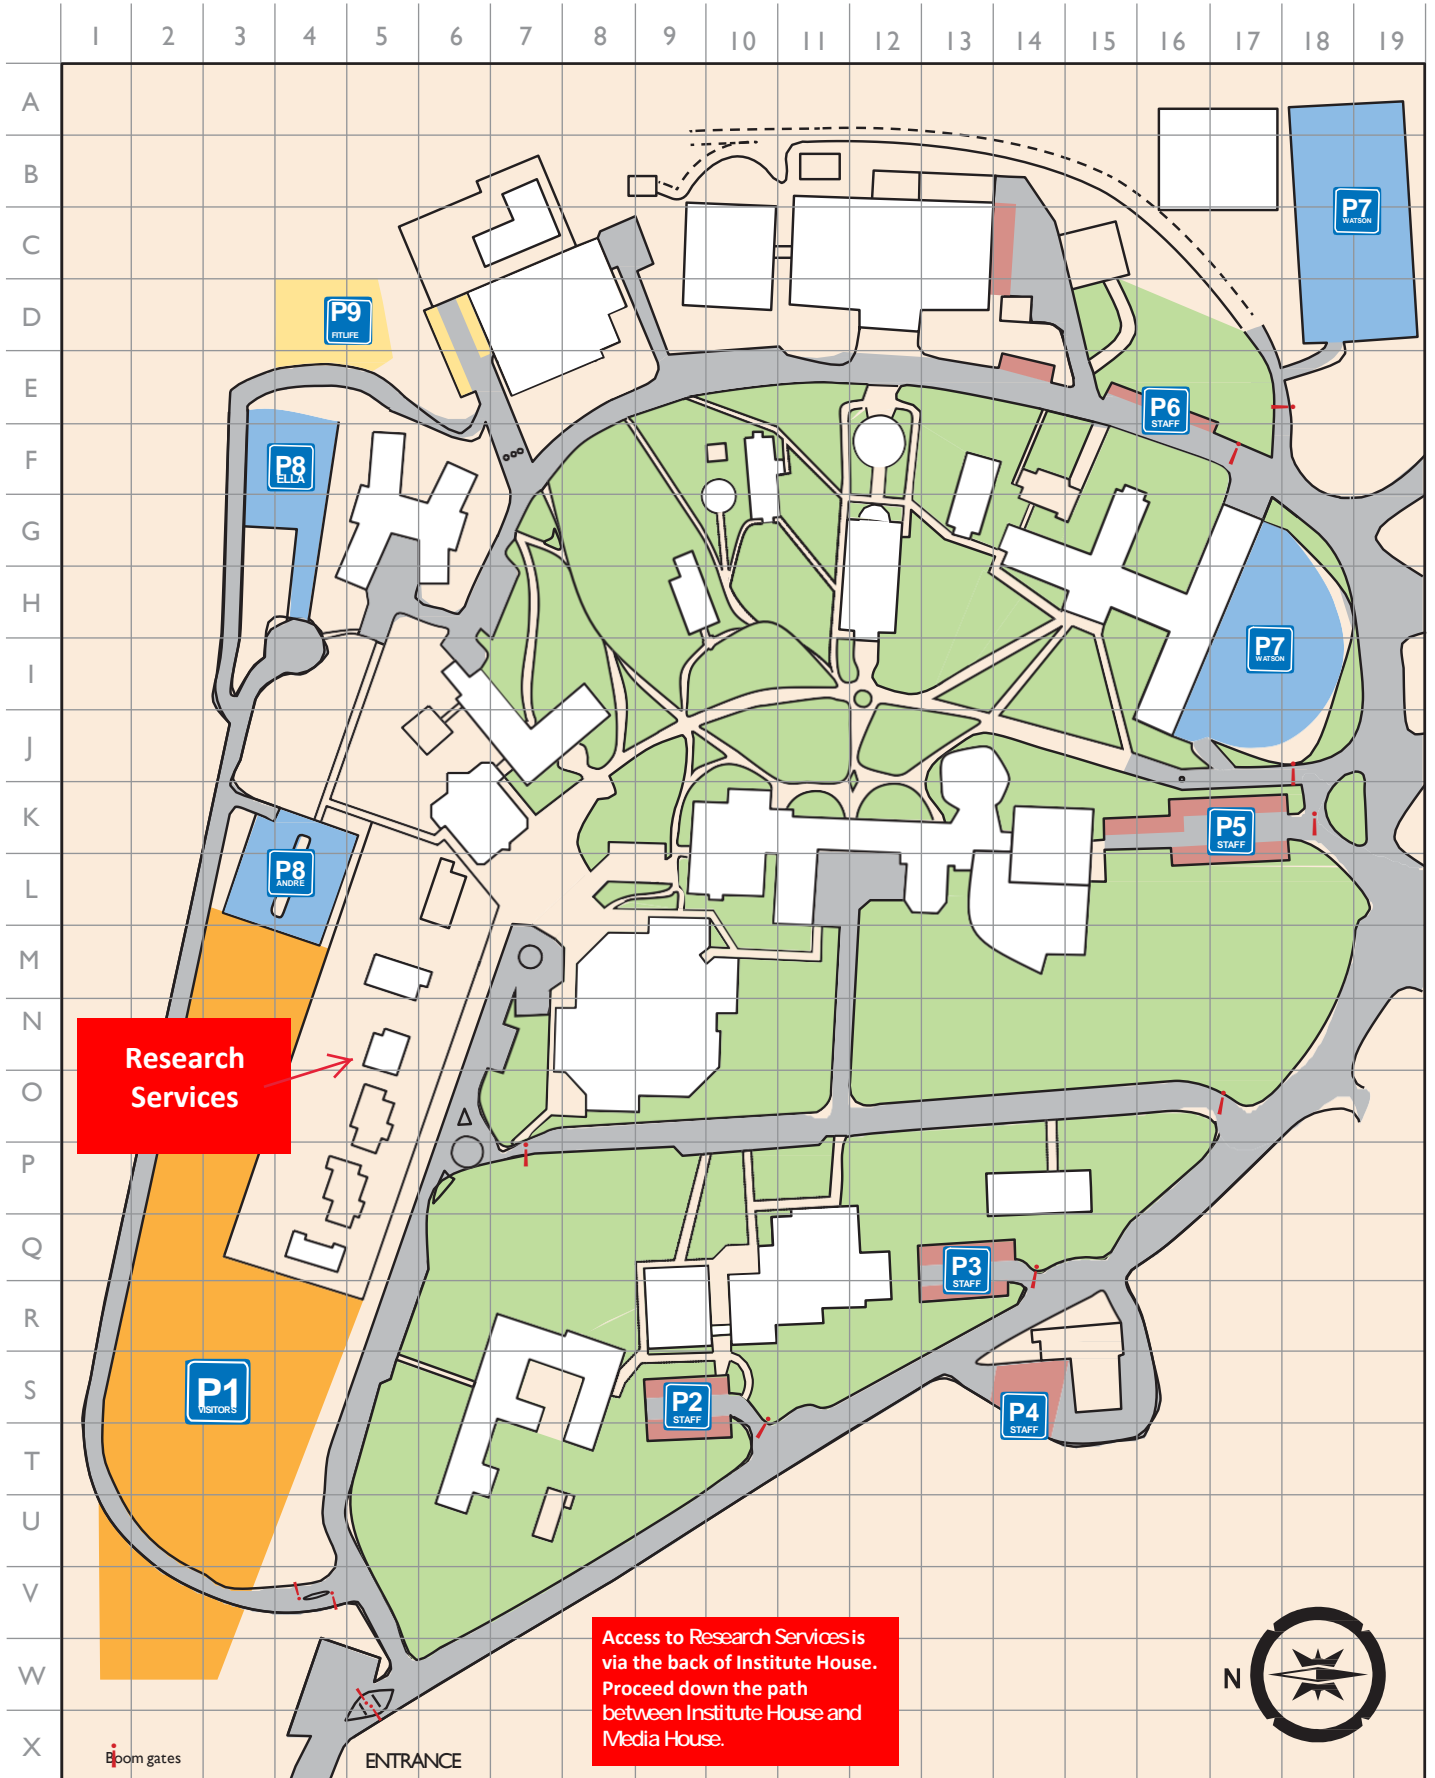 1 2 3 4 5 6 7 8 9 10 11 12 13 14 15 16 17 18 19
A
B
P7
WATSON
C
D
P9
FITLIFE
E
P6
STAFF
F
P8
ELLA
G
H
I
P7
WATSON
J
K
P5
STAFF
L
P8
ANDRE
M
N
Research
Services
O
P
Q
P3
STAFF
R
S
P1
VISITORS
P2
STAFF
P4
STAFF
T
U
V
Access to Research Services is
via the back of Institute House.
Proceed down the path
between Institute House and
Media House.
W
N
X
Boom gates
ENTRANCE